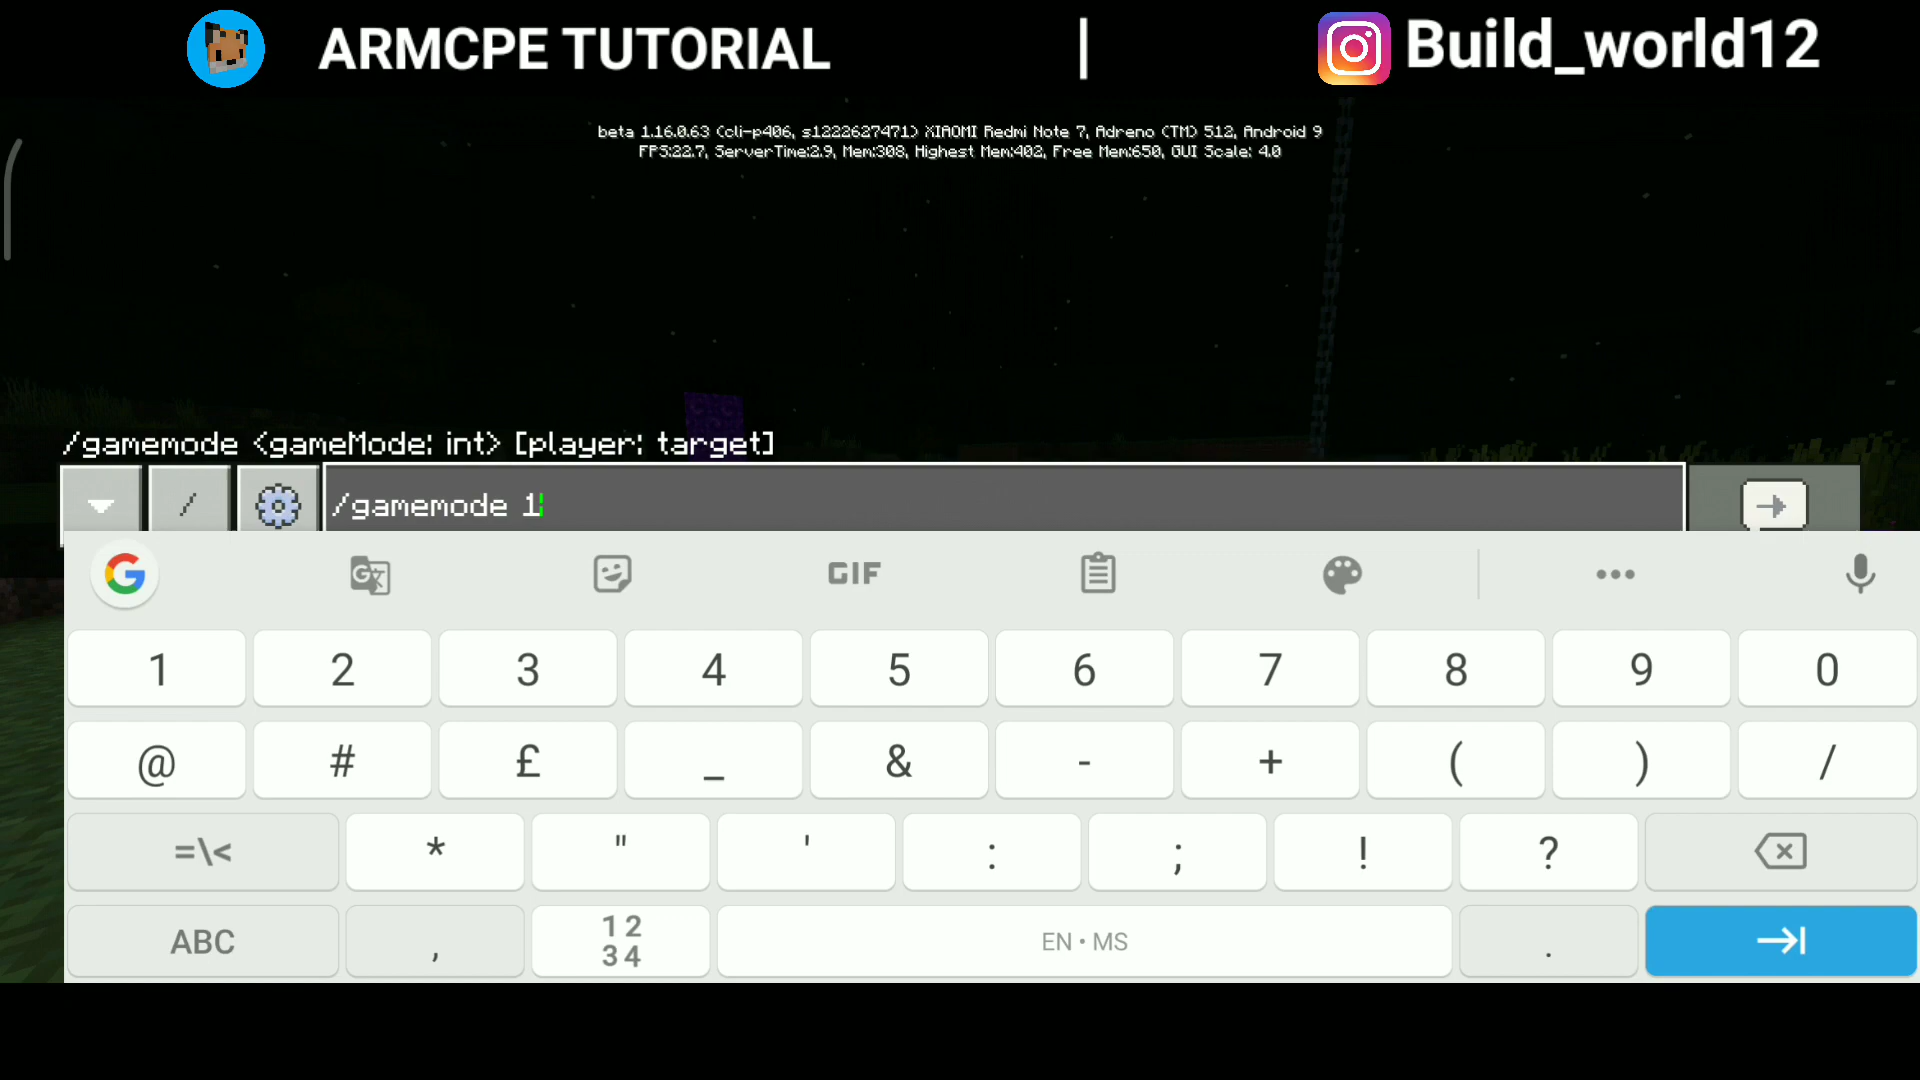 ARMCPE TUTORIAL | Build_world12
beta 1.16.0.63 (cli-p406, s1222627471) XIAOMI Redmi Note 7, Adreno (TM) 512, Android 9
FPS:22.7, ServerTime:2.9, Mem:308, Highest Mem:402, Free Mem:650, GUI Scale: 4.0
/gamemode <gameMode: int> [player: target]
/ /gamemode 1
G GIF
1 2 3 4 5 6 7 8 9 0
@ # £ _ & - + ( ) /
=\< * " ' : ; ! ?
ABC , 12 34 EN • MS .